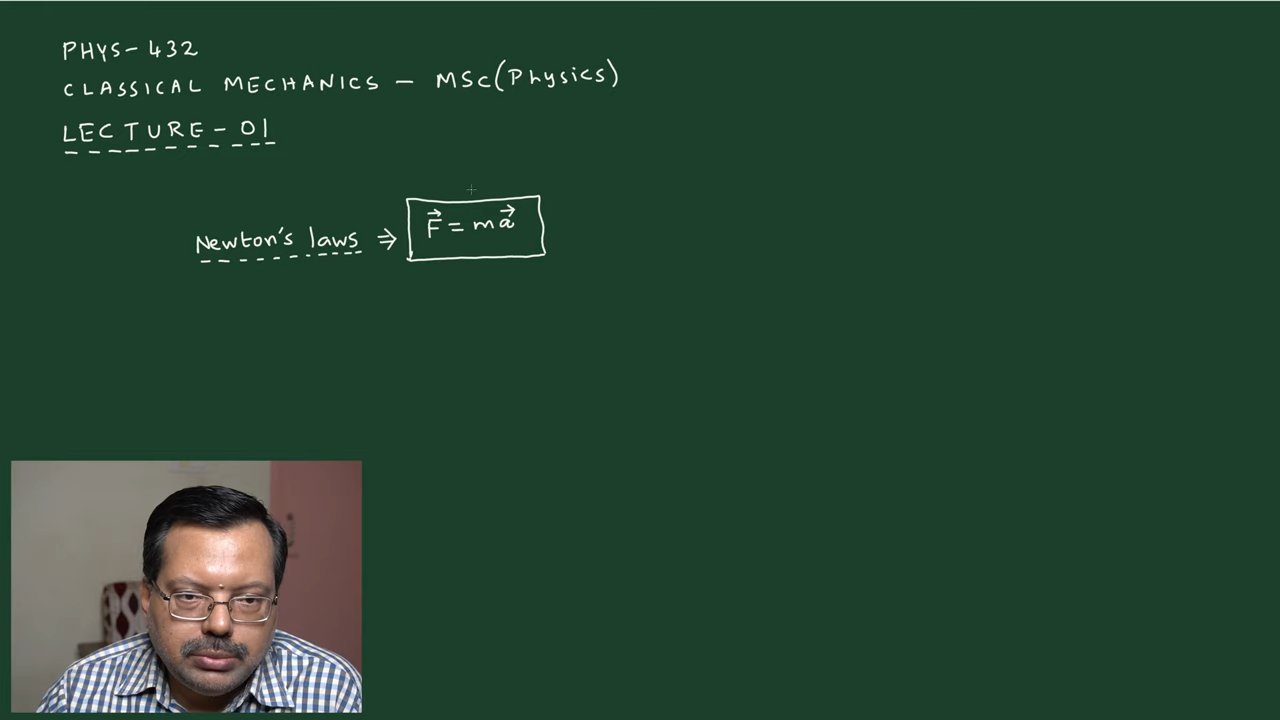 PHYS-432
CLASSICAL MECHANICS - MSc(Physics)
LECTURE-01
Newton's laws ⇒ F⃗ = ma⃗